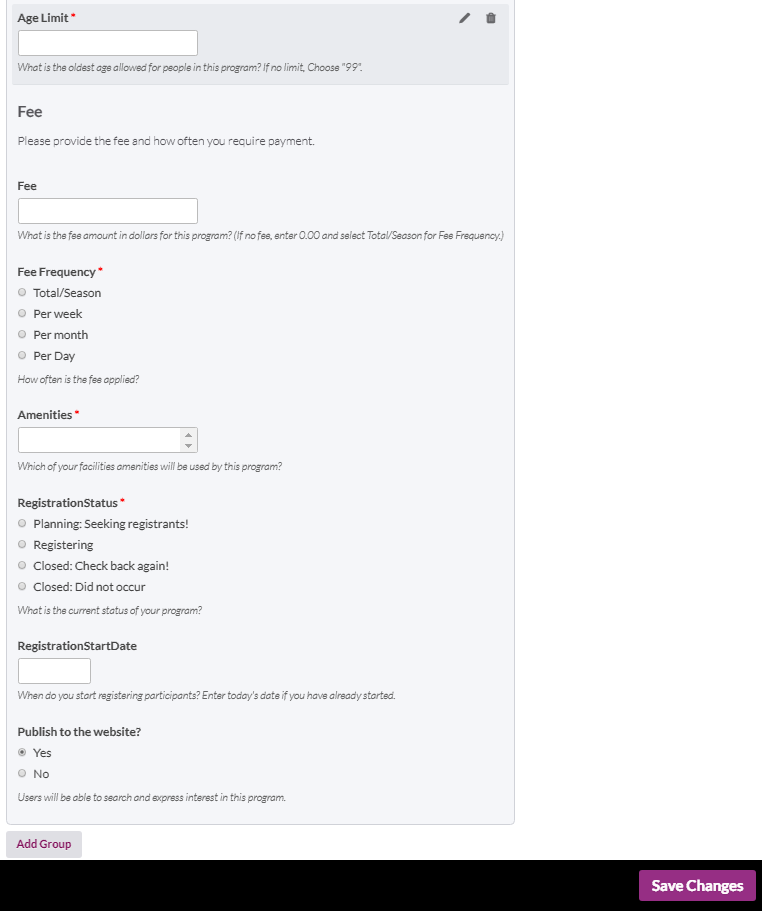 Age Limit *
What is the oldest age allowed for people in this program? If no limit, Choose "99".
Fee
Please provide the fee and how often you require payment.
Fee
What is the fee amount in dollars for this program? (If no fee, enter 0.00 and select Total/Season for Fee Frequency.)
Fee Frequency *
Total/Season
Per week
Per month
Per Day
How often is the fee applied?
Amenities *
Which of your facilities amenities will be used by this program?
RegistrationStatus *
Planning: Seeking registrants!
Registering
Closed: Check back again!
Closed: Did not occur
What is the current status of your program?
RegistrationStartDate
When do you start registering participants? Enter today's date if you have already started.
Publish to the website?
Yes
No
Users will be able to search and express interest in this program.
Add Group
Save Changes